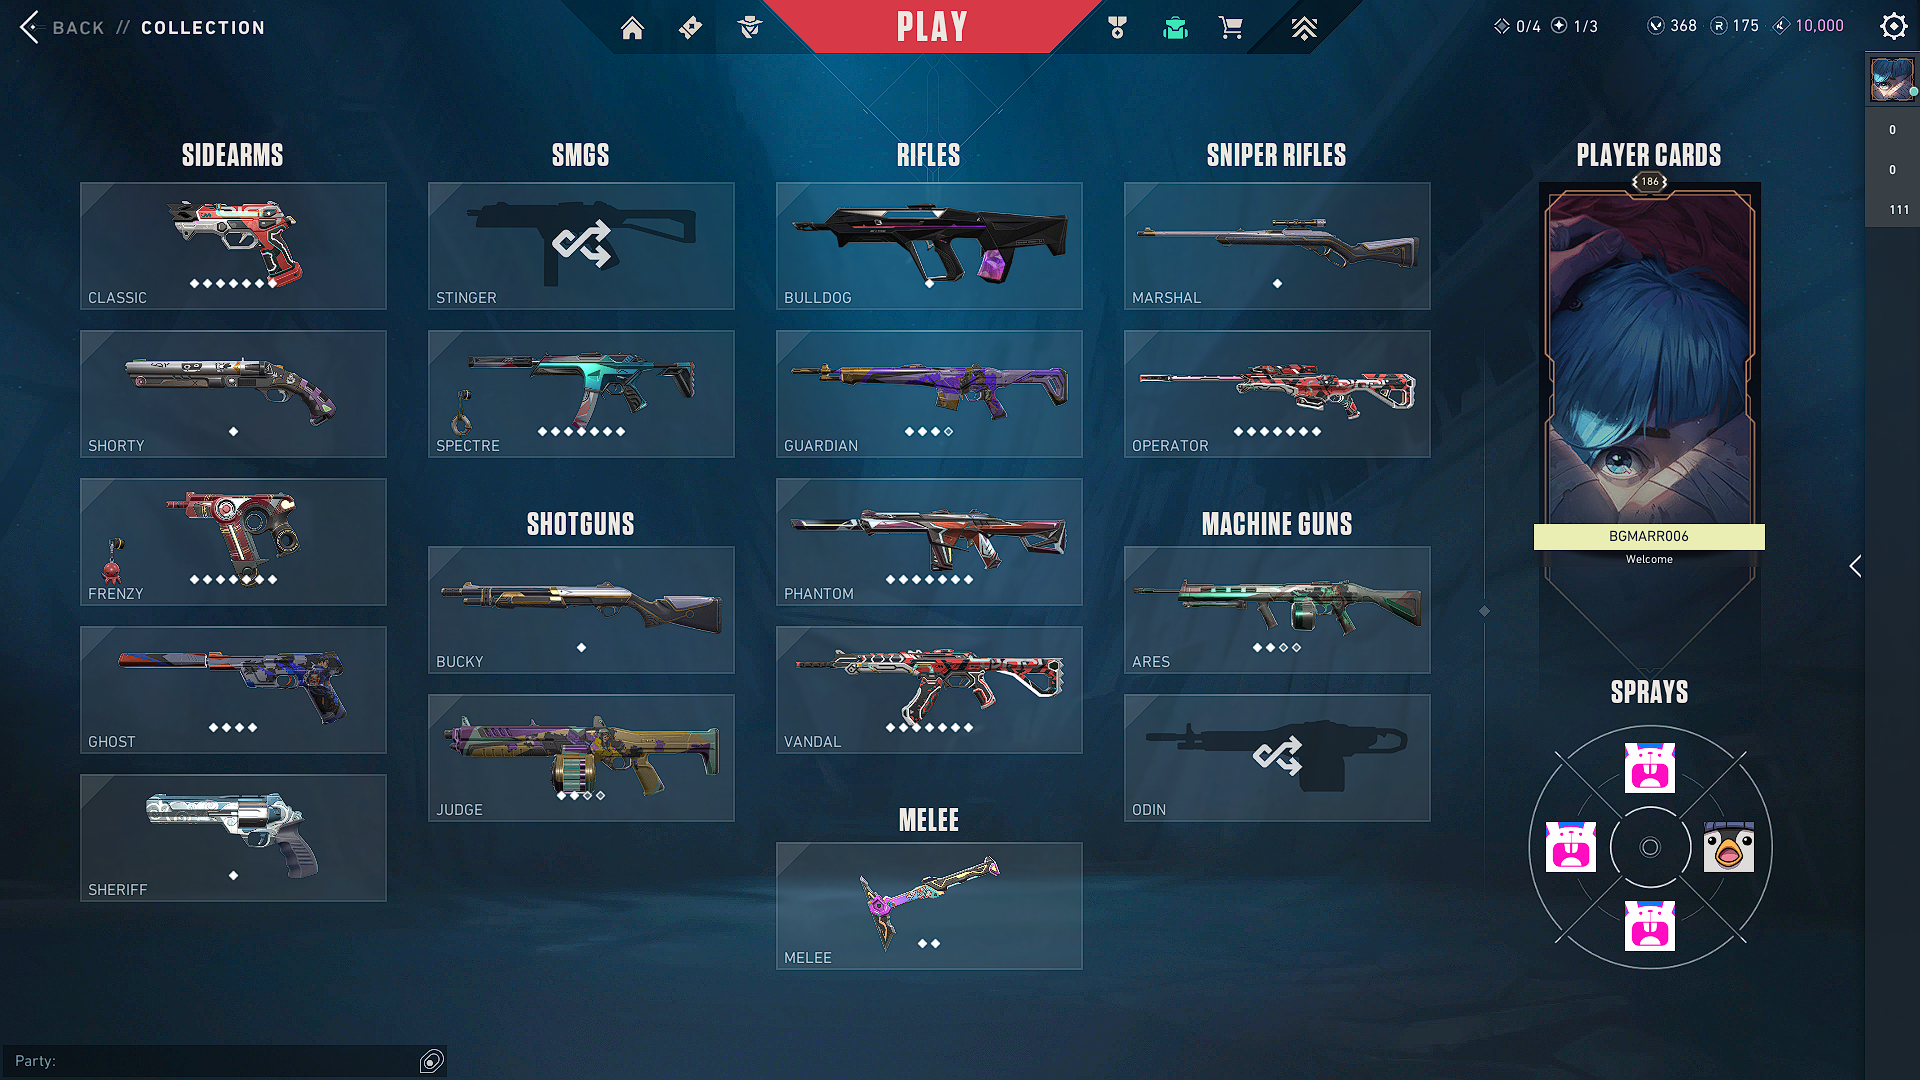 BACK // COLLECTION
PLAY
0/4 1/3 368 R 175 10,000
0
0
111
SIDEARMS
CLASSIC
SHORTY
FRENZY
GHOST
SHERIFF
SMGS
STINGER
SPECTRE
SHOTGUNS
BUCKY
JUDGE
RIFLES
BULLDOG
GUARDIAN
PHANTOM
VANDAL
MELEE
MELEE
SNIPER RIFLES
MARSHAL
OPERATOR
MACHINE GUNS
ARES
ODIN
PLAYER CARDS
186
BGMARR006
Welcome
SPRAYS
Party: